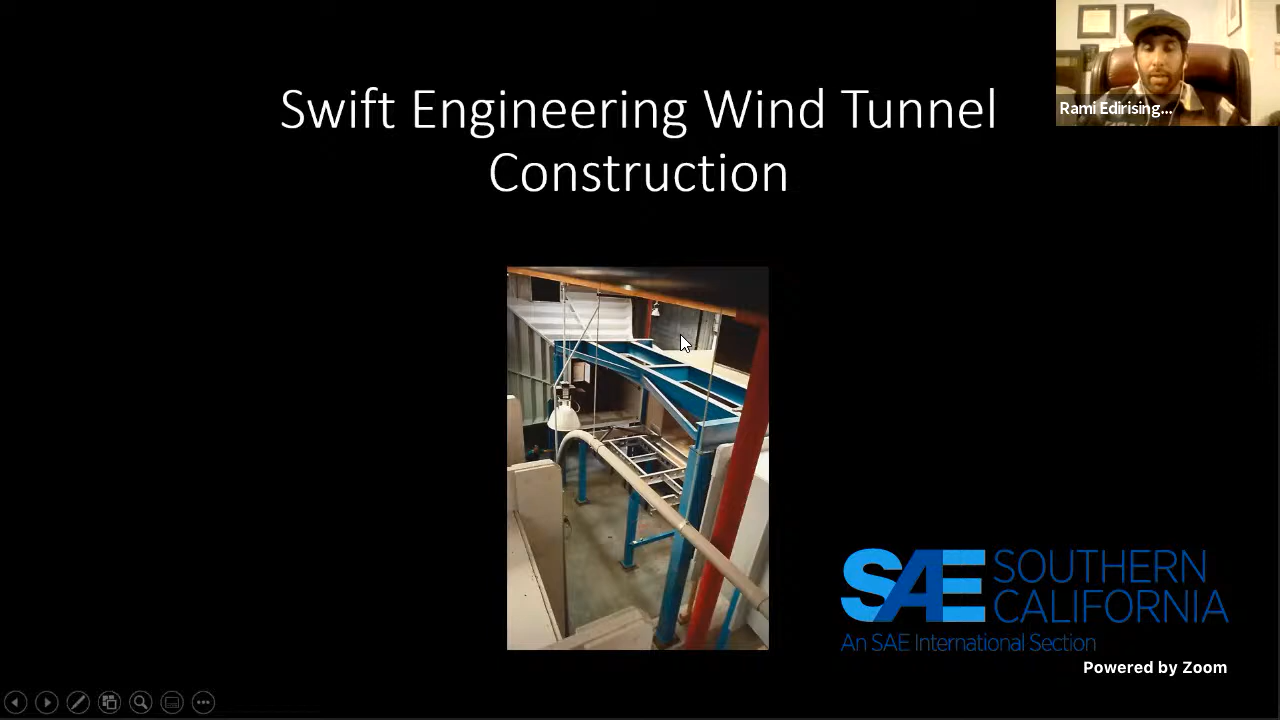 Swift Engineering Wind Tunnel
Construction
Rami Edirising...
SAE SOUTHERN
CALIFORNIA
An SAE International Section
Powered by Zoom